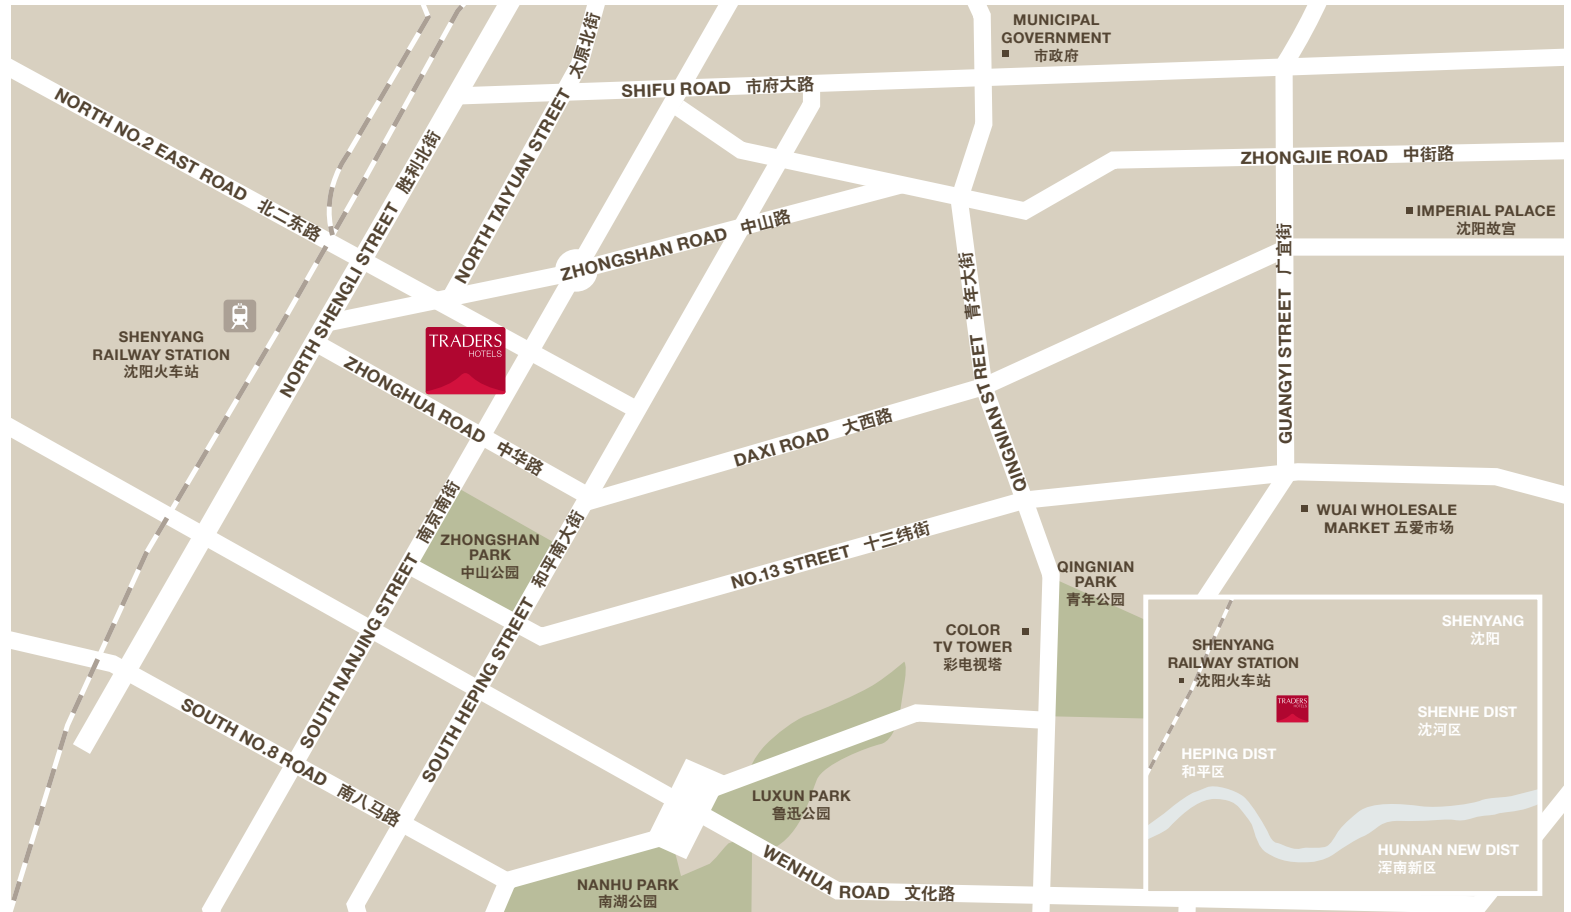 MUNICIPAL
GOVERNMENT
市政府
太原北街
NORTH TAIYUAN STREET
SHIFU ROAD 市府大路
NORTH NO.2 EAST ROAD 北二东路
NORTH SHENGLI STREET 胜利北街
ZHONGJIE ROAD 中街路
IMPERIAL PALACE
沈阳故宫
ZHONGSHAN ROAD 中山路
QINGNIAN STREET 青年大街
GUANGYI STREET 广宜街
SHENYANG
RAILWAY STATION
沈阳火车站
TRADERS
HOTELS
ZHONGHUA ROAD 中华路
DAXI ROAD 大西路
SOUTH NANJING STREET 南京南街
SOUTH HEPING STREET 和平南大街
ZHONGSHAN
PARK
中山公园
NO.13 STREET 十三纬街
WUAI WHOLESALE
MARKET 五爱市场
QINGNIAN
PARK
青年公园
COLOR
TV TOWER
彩电视塔
SOUTH NO.8 ROAD 南八马路
LUXUN PARK
鲁迅公园
NANHU PARK
南湖公园
WENHUA ROAD 文化路
SHENYANG
沈阳
SHENYANG
RAILWAY STATION
沈阳火车站
TRADERS
HOTELS
SHENHE DIST
沈河区
HEPING DIST
和平区
HUNNAN NEW DIST
浑南新区